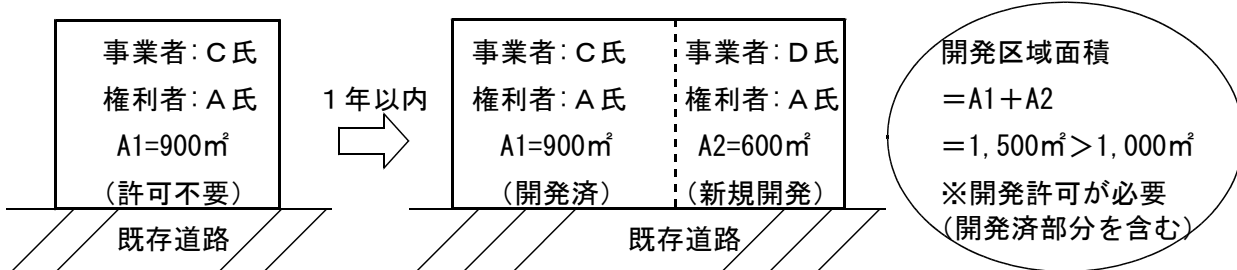 事業者：Ｃ氏
権利者：Ａ氏
A1=900㎡
（許可不要）
既存道路
１年以内
事業者：Ｃ氏
権利者：Ａ氏
A1=900㎡
（開発済）
事業者：Ｄ氏
権利者：Ａ氏
A2=600㎡
（新規開発）
既存道路
開発区域面積
＝A1＋A2
＝1,500㎡＞1,000㎡
※開発許可が必要
（開発済部分を含む）